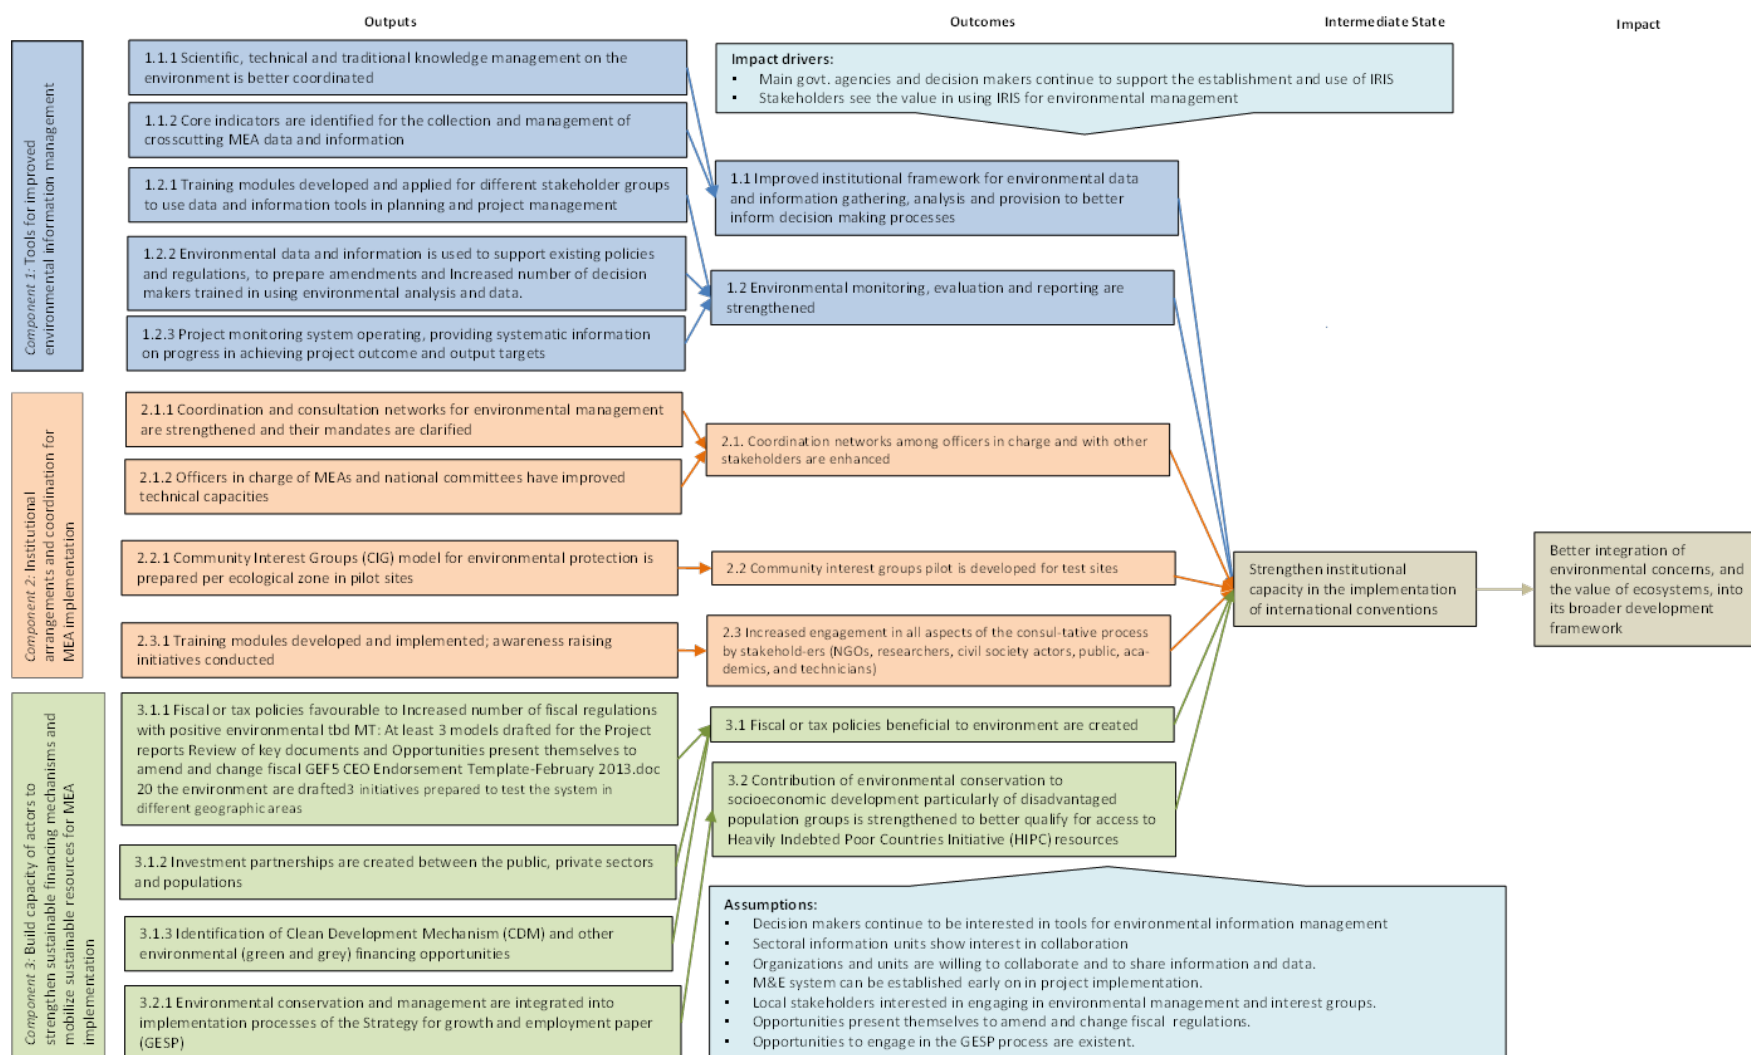 Outputs
Outcomes
Intermediate State
Impact
Component 1: Tools for improved
environmental information management
1.1.1 Scientific, technical and traditional knowledge management on the
environment is better coordinated
1.1.2 Core indicators are identified for the collection and management of
crosscutting MEA data and information
1.2.1 Training modules developed and applied for different stakeholder groups
to use data and information tools in planning and project management
1.2.2 Environmental data and information is used to support existing policies
and regulations, to prepare amendments and Increased number of decision
makers trained in using environmental analysis and data.
1.2.3 Project monitoring system operating, providing systematic information
on progress in achieving project outcome and output targets
Impact drivers:
▪ Main govt. agencies and decision makers continue to support the establishment and use of IRIS
▪ Stakeholders see the value in using IRIS for environmental management
1.1 Improved institutional framework for environmental data
and information gathering, analysis and provision to better
inform decision making processes
1.2 Environmental monitoring, evaluation and reporting are
strengthened
Component 2: Institutional
arrangements and coordination for
MEA implementation
2.1.1 Coordination and consultation networks for environmental management
are strengthened and their mandates are clarified
2.1.2 Officers in charge of MEAs and national committees have improved
technical capacities
2.2.1 Community Interest Groups (CIG) model for environmental protection is
prepared per ecological zone in pilot sites
2.3.1 Training modules developed and implemented; awareness raising
initiatives conducted
2.1. Coordination networks among officers in charge and with other
stakeholders are enhanced
2.2 Community interest groups pilot is developed for test sites
2.3 Increased engagement in all aspects of the consul-tative process
by stakehold-ers (NGOs, researchers, civil society actors, public, aca-
demics, and technicians)
Strengthen institutional
capacity in the implementation
of international conventions
Better integration of
environmental concerns, and
the value of ecosystems, into
its broader development
framework
Component 3: Build capacity of actors to
strengthen sustainable financing mechanisms and
mobilize sustainable resources for MEA
implementation
3.1.1 Fiscal or tax policies favourable to Increased number of fiscal regulations
with positive environmental tbd MT: At least 3 models drafted for the Project
reports Review of key documents and Opportunities present themselves to
amend and change fiscal GEF5 CEO Endorsement Template-February 2013.doc
20 the environment are drafted3 initiatives prepared to test the system in
different geographic areas
3.1.2 Investment partnerships are created between the public, private sectors
and populations
3.1.3 Identification of Clean Development Mechanism (CDM) and other
environmental (green and grey) financing opportunities
3.2.1 Environmental conservation and management are integrated into
implementation processes of the Strategy for growth and employment paper
(GESP)
3.1 Fiscal or tax policies beneficial to environment are created
3.2 Contribution of environmental conservation to
socioeconomic development particularly of disadvantaged
population groups is strengthened to better qualify for access to
Heavily Indebted Poor Countries Initiative (HIPC) resources
Assumptions:
▪ Decision makers continue to be interested in tools for environmental information management
▪ Sectoral information units show interest in collaboration
▪ Organizations and units are willing to collaborate and to share information and data.
▪ M&E system can be established early on in project implementation.
▪ Local stakeholders interested in engaging in environmental management and interest groups.
▪ Opportunities present themselves to amend and change fiscal regulations.
▪ Opportunities to engage in the GESP process are existent.